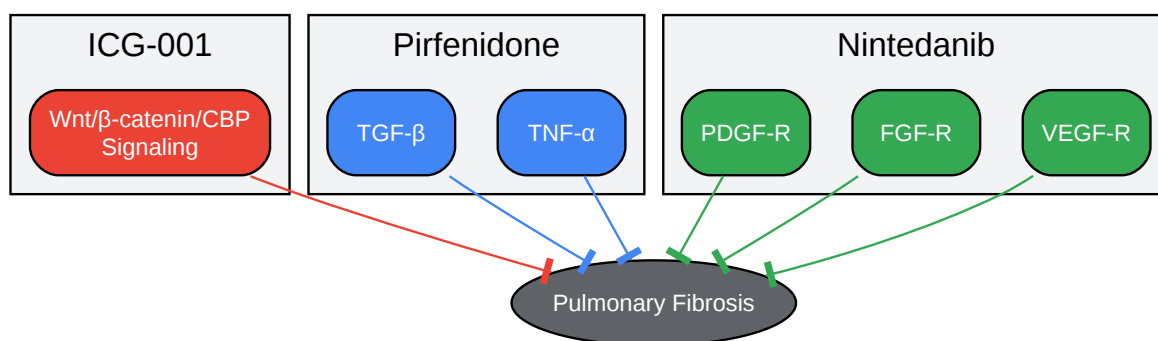 ICG-001
Pirfenidone
Nintedanib
Wnt/β-catenin/CBP
Signaling
TGF-β
TNF-α
PDGF-R
FGF-R
VEGF-R
Pulmonary Fibrosis